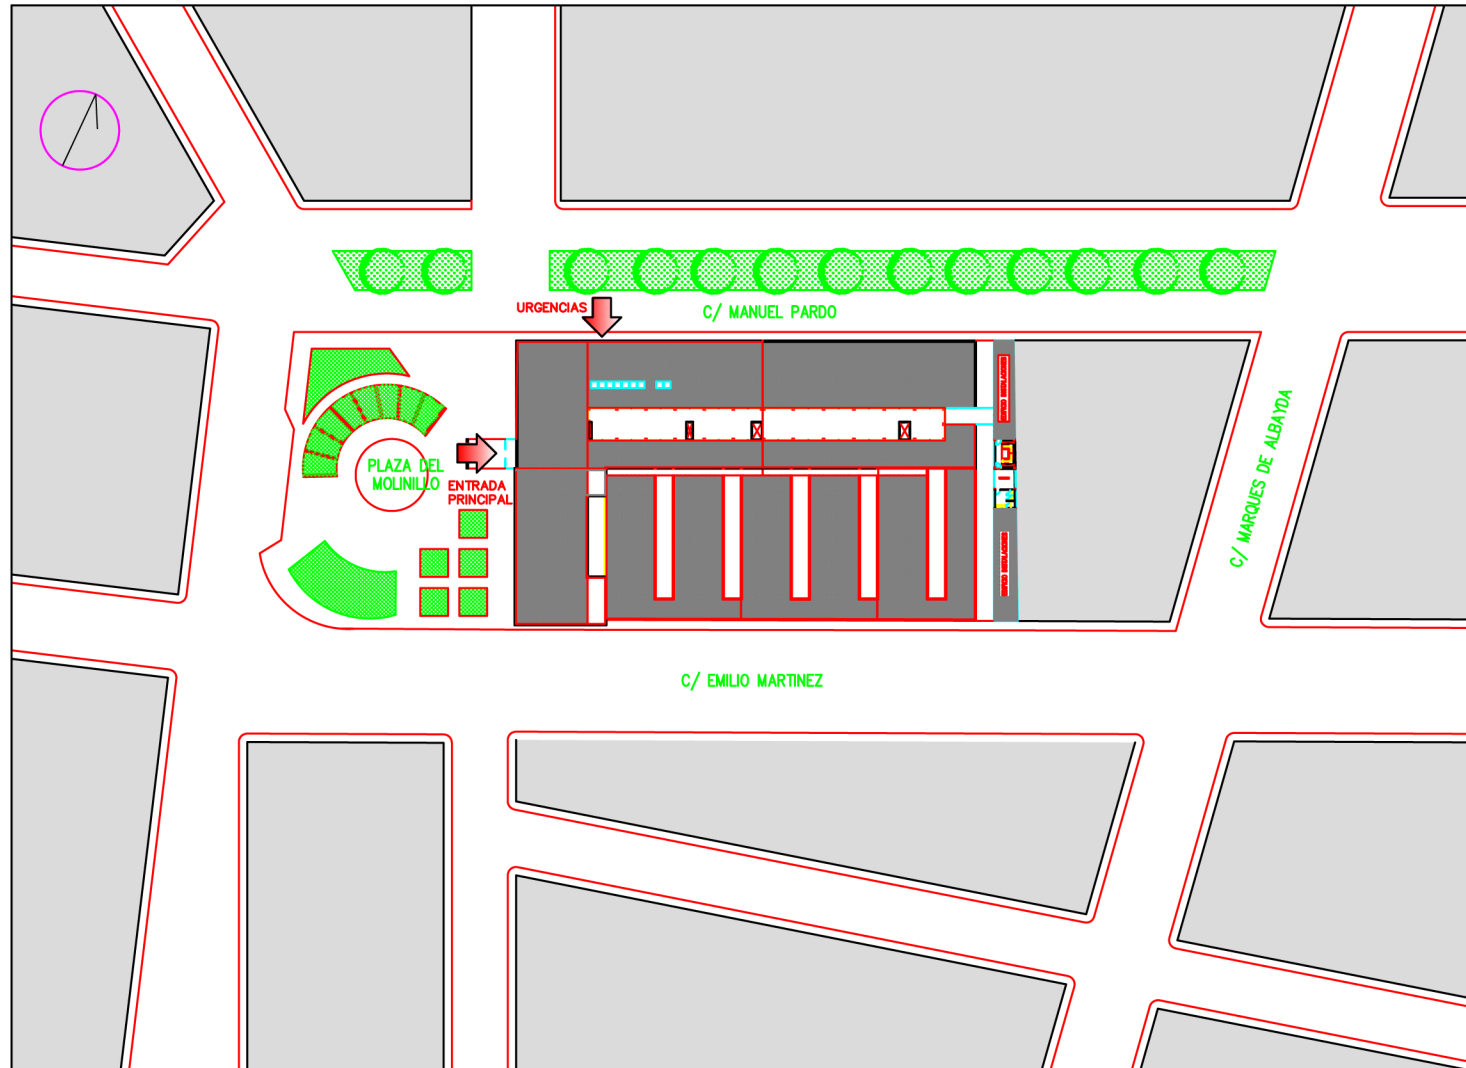 URGENCIAS
C/ MANUEL PARDO
C/ MARQUES DE ALBAYDA
PLAZA DEL
MOLINILLO
ENTRADA
PRINCIPAL
C/ EMILIO MARTINEZ